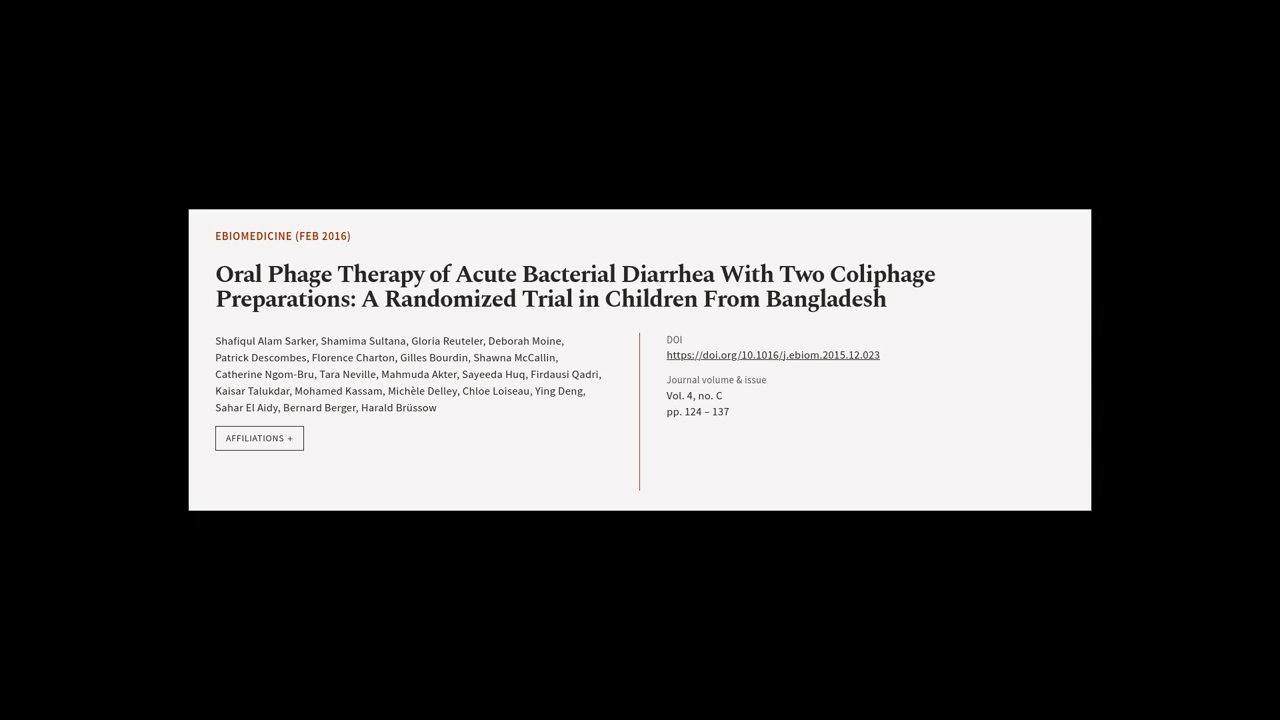 EBIOMEDICINE (FEB 2016)
Oral Phage Therapy of Acute Bacterial Diarrhea With Two Coliphage
Preparations: A Randomized Trial in Children From Bangladesh
Shafiqul Alam Sarker, Shamima Sultana, Gloria Reuteler, Deborah Moine,
Patrick Descombes, Florence Charton, Gilles Bourdin, Shawna McCallin,
Catherine Ngom-Bru, Tara Neville, Mahmuda Akter, Sayeeda Huq, Firdausi Qadri,
Kaisar Talukdar, Mohamed Kassam, Michèle Delley, Chloe Loiseau, Ying Deng,
Sahar El Aidy, Bernard Berger, Harald Brüssow
AFFILIATIONS +
DOI
https://doi.org/10.1016/j.ebiom.2015.12.023
Journal volume & issue
Vol. 4, no. C
pp. 124 – 137